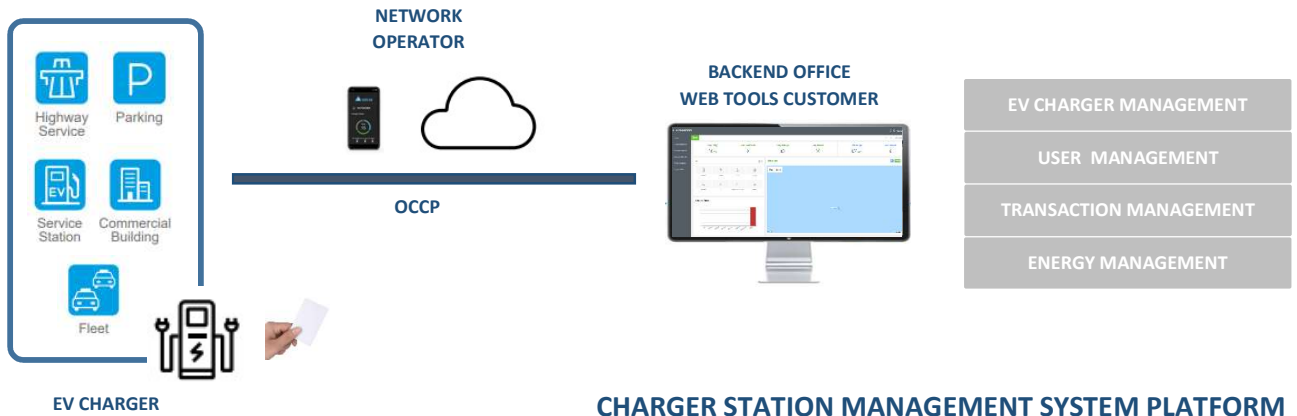 NETWORK
OPERATOR
Highway
Service
Parking
EV
Service
Station
Commercial
Building
Fleet
EV CHARGER
OCCP
BACKEND OFFICE
WEB TOOLS CUSTOMER
EV CHARGER MANAGEMENT
USER MANAGEMENT
TRANSACTION MANAGEMENT
ENERGY MANAGEMENT
CHARGER STATION MANAGEMENT SYSTEM PLATFORM